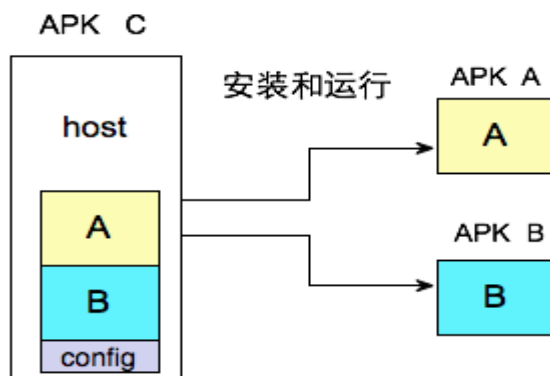 APK C
host
A
B
config
安装和运行
APK A
A
APK B
B